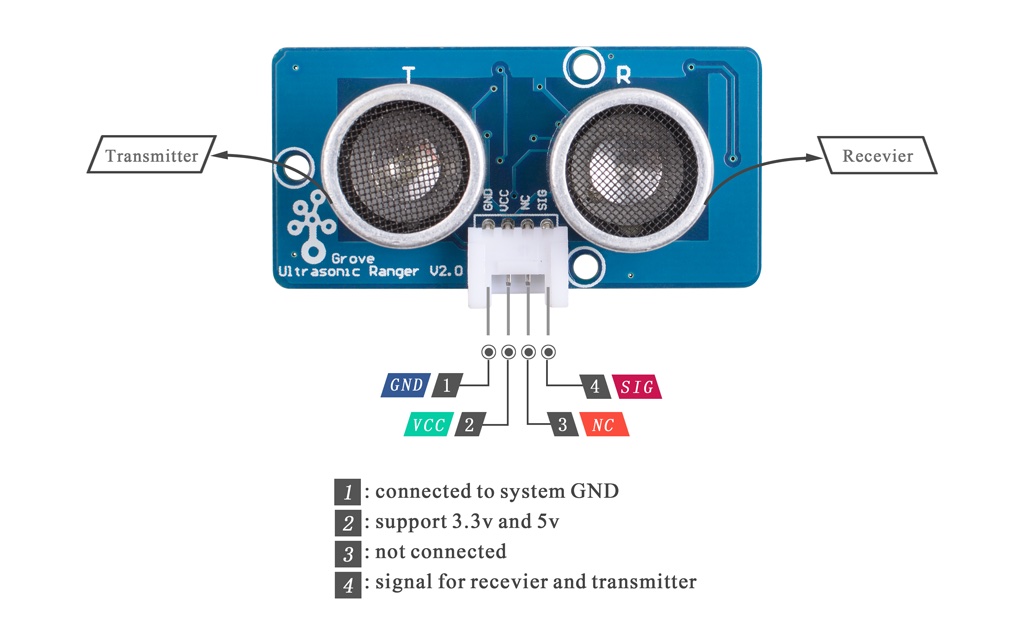 T
R
Transmitter
Recevier
GND
VCC
NC
SIG
Grove
Ultrasonic Ranger V2.0
GND 1
4 SIG
VCC 2
3 NC
1 : connected to system GND
2 : support 3.3v and 5v
3 : not connected
4 : signal for recevier and transmitter